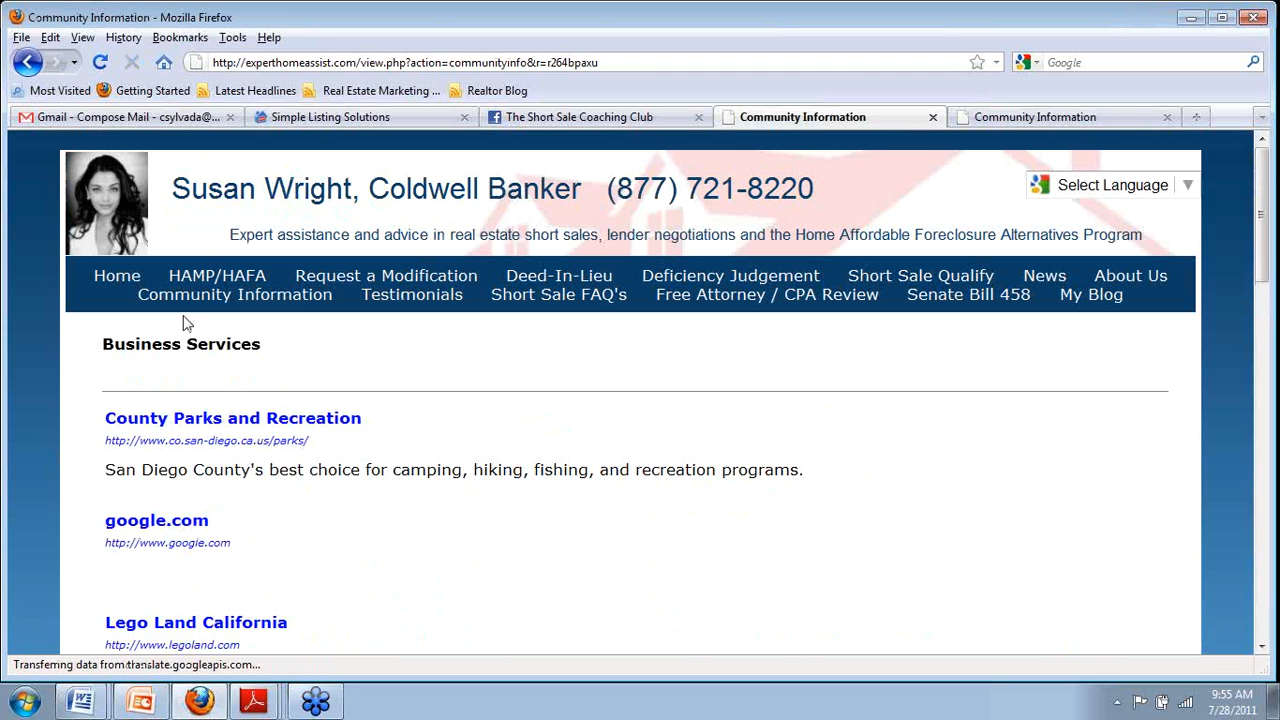 Community Information - Mozilla Firefox
File Edit View History Bookmarks Tools Help
http://experthomeassist.com/view.php?action=communityinfo&r=r264bpaxu
Google
Most Visited Getting Started Latest Headlines Real Estate Marketing ... Realtor Blog
Gmail - Compose Mail - csylvada@... Simple Listing Solutions The Short Sale Coaching Club Community Information Community Information
Susan Wright, Coldwell Banker (877) 721-8220
Select Language
Expert assistance and advice in real estate short sales, lender negotiations and the Home Affordable Foreclosure Alternatives Program
Home HAMP/HAFA Request a Modification Deed-In-Lieu Deficiency Judgement Short Sale Qualify News About Us
Community Information Testimonials Short Sale FAQ's Free Attorney / CPA Review Senate Bill 458 My Blog
Business Services
County Parks and Recreation
http://www.co.san-diego.ca.us/parks/
San Diego County's best choice for camping, hiking, fishing, and recreation programs.
google.com
http://www.google.com
Lego Land California
http://www.legoland.com
Transferring data from translate.googleapis.com...
9:55 AM
7/28/2011